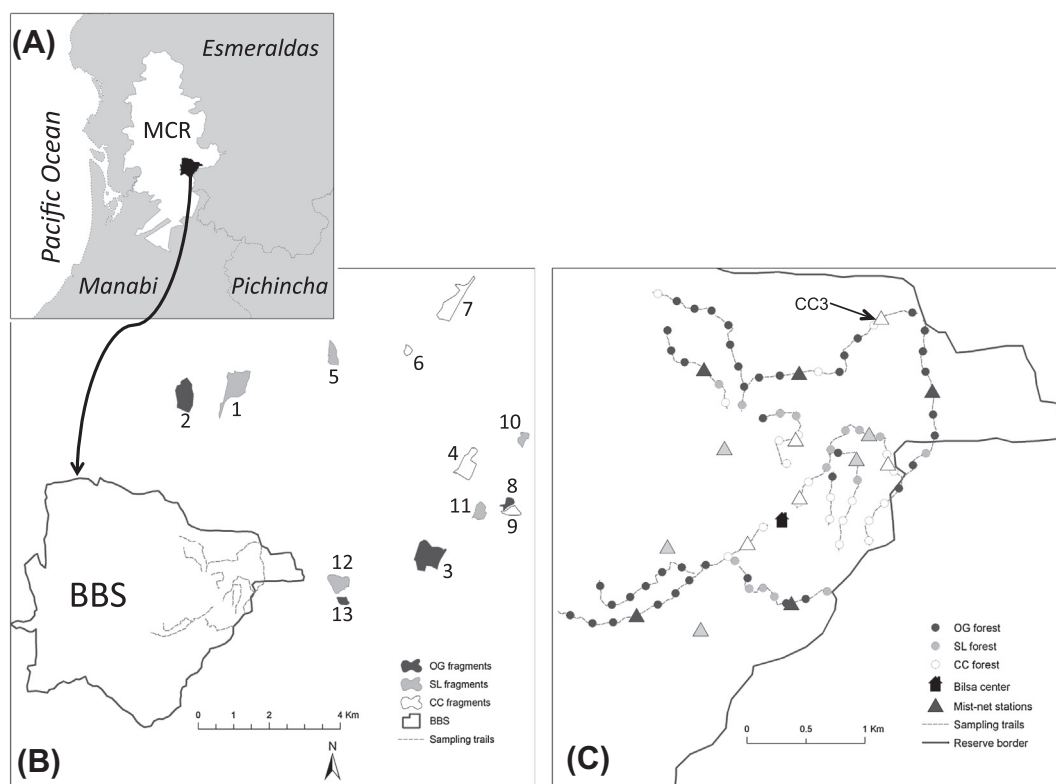 (A)
Esmeraldas
MCR
Pacific Ocean
Manabi
Pichincha
7
6
5
2
1
10
4
8
11
9
3
12
13
BBS
OG fragments
SL fragments
CC fragments
BBS
Sampling trails
0 1 2 4 Km
N
(B)
CC3
OG forest
SL forest
CC forest
Bilsa center
Mist-net stations
Sampling trails
Reserve border
0 0.5 1 Km
(C)